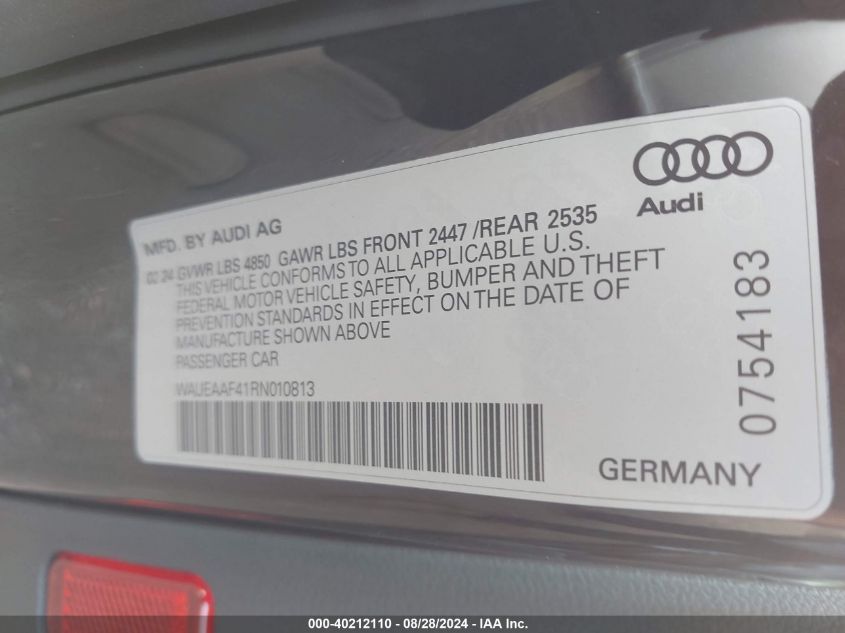 Audi
MFD. BY AUDI AG
02 24 GVWR LBS 4850 GAWR LBS FRONT 2447 /REAR 2535
THIS VEHICLE CONFORMS TO ALL APPLICABLE U.S.
FEDERAL MOTOR VEHICLE SAFETY, BUMPER AND THEFT
PREVENTION STANDARDS IN EFFECT ON THE DATE OF
MANUFACTURE SHOWN ABOVE
PASSENGER CAR
WAUEAAF41RN010813
GERMANY
0754183
000-40212110 - 08/28/2024 - IAA Inc.